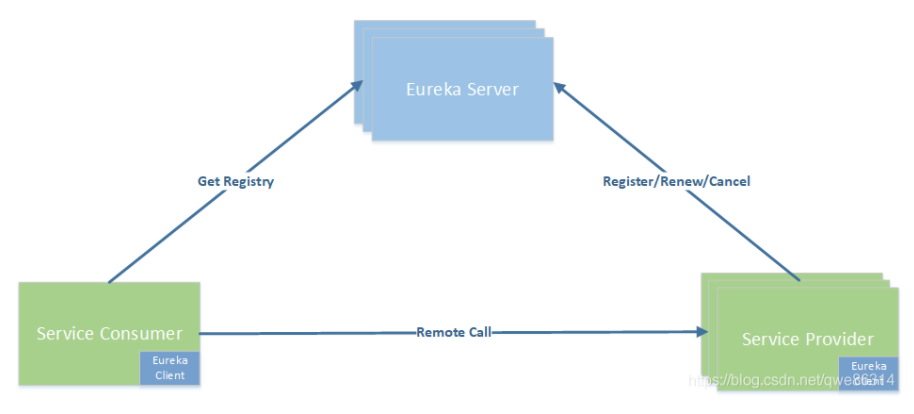 Eureka Server
Get Registry
Register/Renew/Cancel
Service Consumer
Remote Call
Service Provider
Eureka
Client
Eureka
Client
https://blog.csdn.net/qwe86314